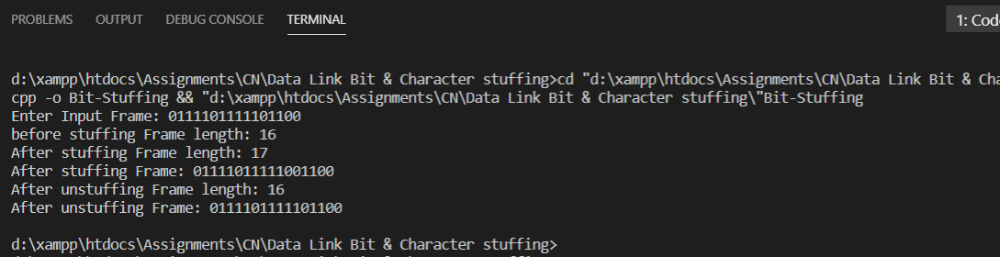 PROBLEMS OUTPUT DEBUG CONSOLE TERMINAL 1: Cod
d:\xampp\htdocs\Assignments\CN\Data Link Bit & Character stuffing>cd "d:\xampp\htdocs\Assignments\CN\Data Link Bit & Cha
cpp -o Bit-Stuffing && "d:\xampp\htdocs\Assignments\CN\Data Link Bit & Character stuffing\"Bit-Stuffing
Enter Input Frame: 0111101111101100
before stuffing Frame length: 16
After stuffing Frame length: 17
After stuffing Frame: 01111011111001100
After unstuffing Frame length: 16
After unstuffing Frame: 0111101111101100
d:\xampp\htdocs\Assignments\CN\Data Link Bit & Character stuffing>